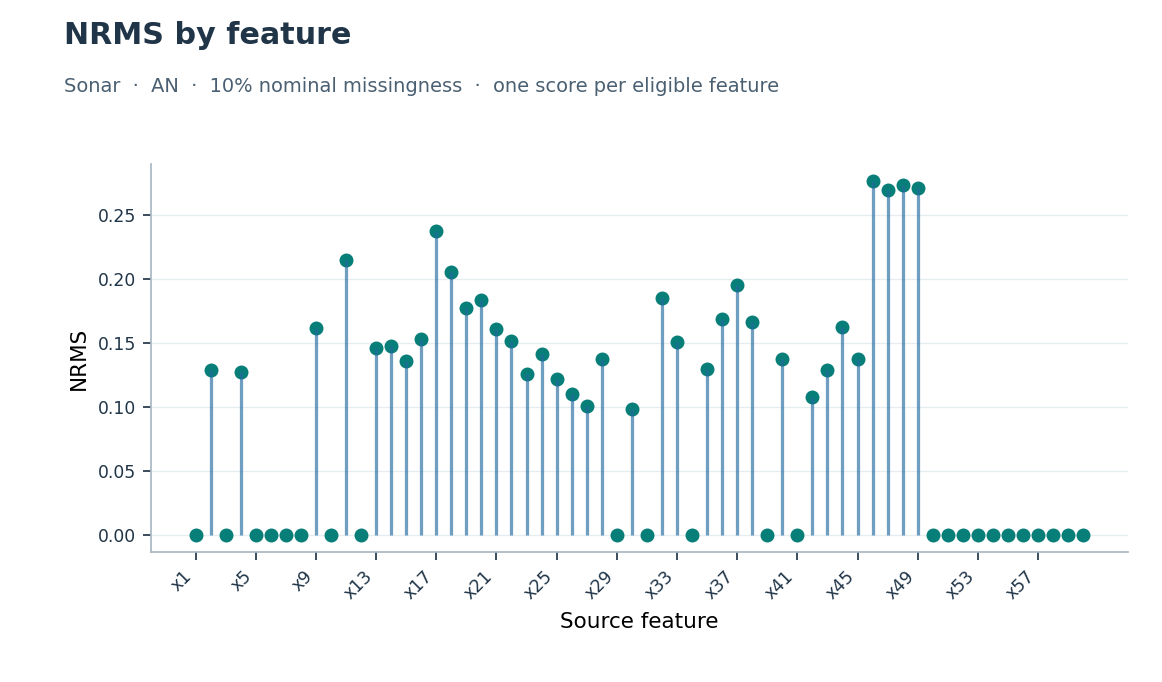 NRMS by feature
Sonar · AN · 10% nominal missingness · one score per eligible feature
0.25
0.20
0.15
0.10
0.05
0.00
NRMS
x1 x5 x9 x13 x17 x21 x25 x29 x33 x37 x41 x45 x49 x53 x57
Source feature